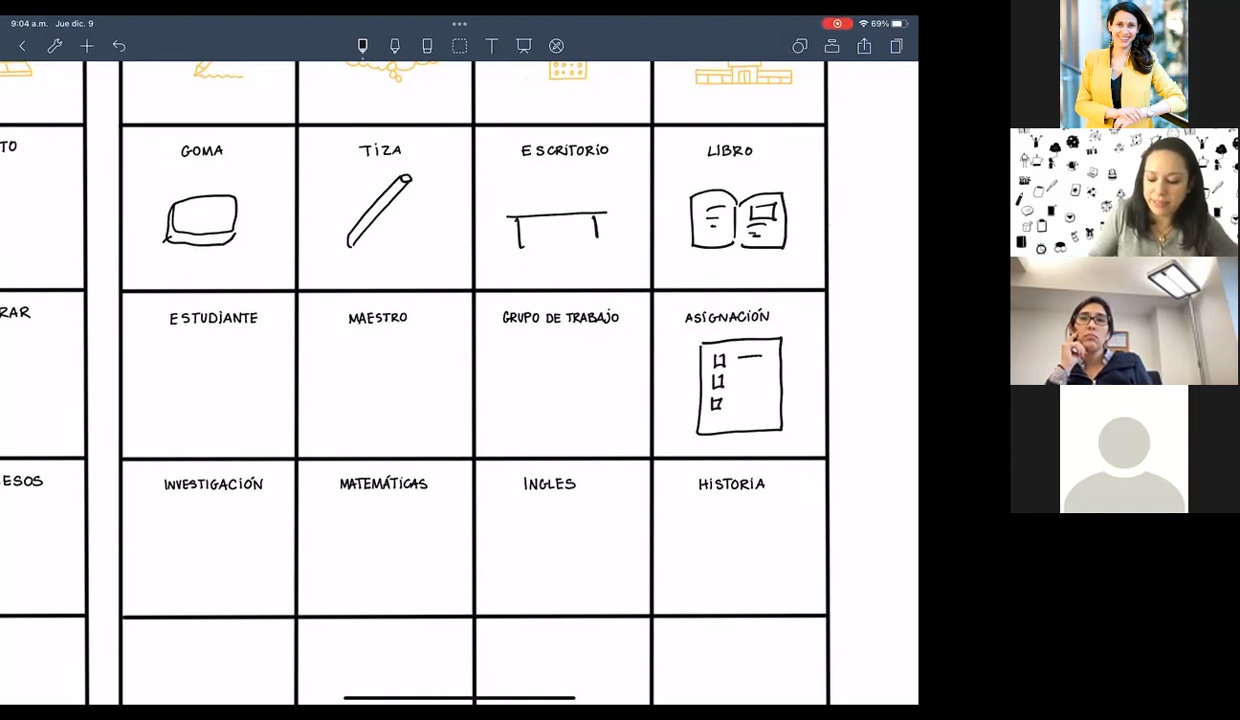 9:04 a.m. Jue dic. 9
69%
TO
GOMA
TIZA
ESCRITORIO
LIBRO
RAR
ESTUDIANTE
MAESTRO
GRUPO DE TRABAJO
ASIGNACIÓN
ESOS
INVESTIGACIÓN
MATEMÁTICAS
INGLES
HISTORIA